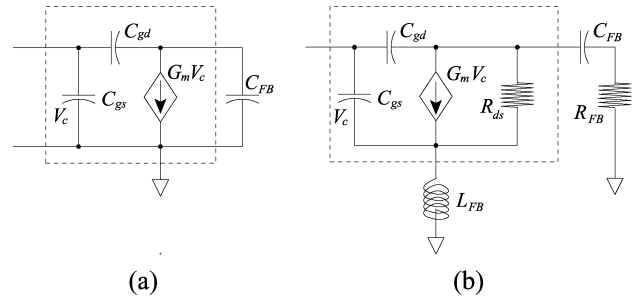 C_gd
G_mV_c
C_gs
V_c
C_FB
(a)
C_gd
C_FB
G_mV_c
C_gs
V_c
R_ds
R_FB
L_FB
(b)